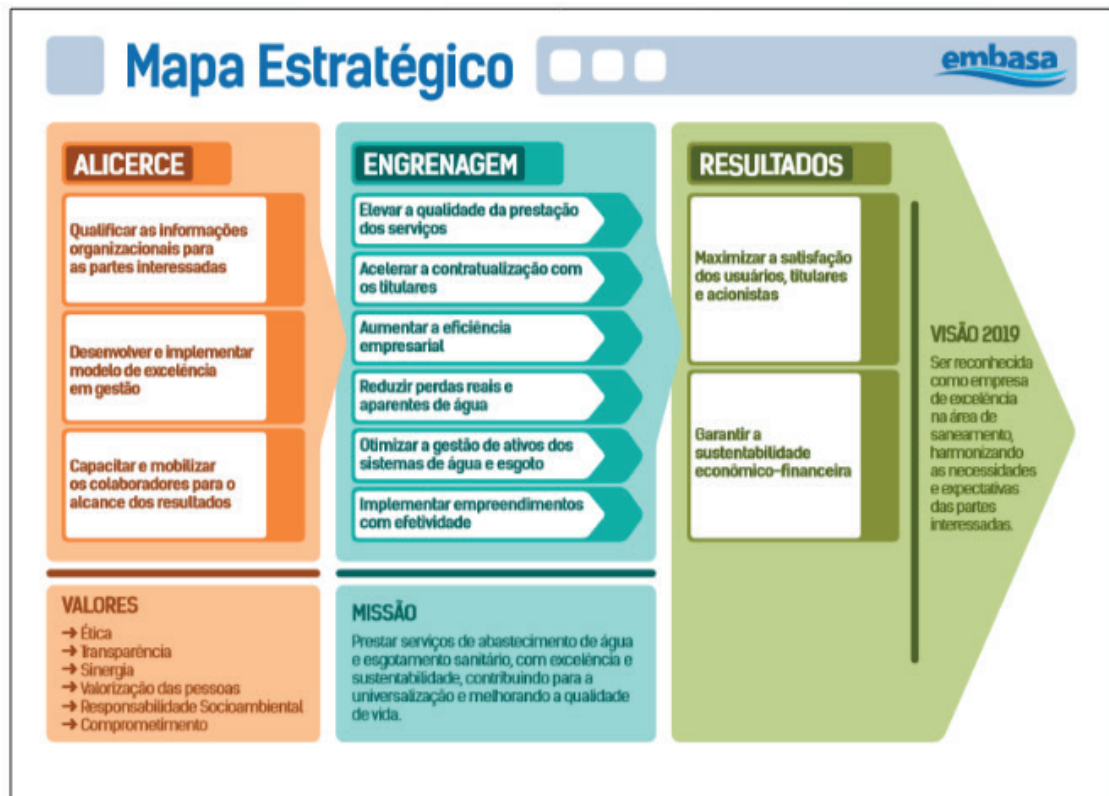 Mapa Estratégico
embasa
ALICERCE
Qualificar as informações
organizacionais para
as partes interessadas
Desenvolver e implementar
modelo de excelência
em gestão
Capacitar e mobilizar
os colaboradores para o
alcance dos resultados
VALORES
→ Ética
→ Transparência
→ Sinergia
→ Valorização das pessoas
→ Responsabilidade Socioambiental
→ Comprometimento
ENGRENAGEM
Elevar a qualidade da prestação
dos serviços
Acelerar a contratualização com
os titulares
Aumentar a eficiência
empresarial
Reduzir perdas reais e
aparentes de água
Otimizar a gestão de ativos dos
sistemas de água e esgoto
Implementar empreendimentos
com efetividade
MISSÃO
Prestar serviços de abastecimento de água
e esgotamento sanitário, com excelência e
sustentabilidade, contribuindo para a
universalização e melhorando a qualidade
de vida.
RESULTADOS
Maximizar a satisfação
dos usuários, titulares
e acionistas
Garantir a
sustentabilidade
econômico-financeira
VISÃO 2019
Ser reconhecida
como empresa
de excelência
na área de
saneamento,
harmonizando
as necessidades
e expectativas
das partes
interessadas.